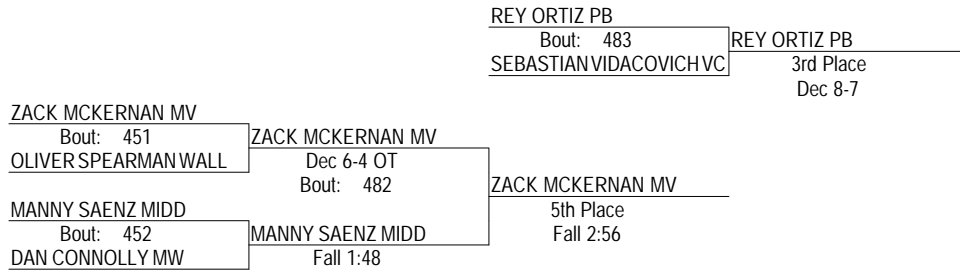 REY ORTIZ PB
Bout: 483
REY ORTIZ PB
SEBASTIAN VIDACOVICH VC
3rd Place
Dec 8-7
ZACK MCKERNAN MV
Bout: 451
ZACK MCKERNAN MV
OLIVER SPEARMAN WALL
Dec 6-4 OT
Bout: 482
ZACK MCKERNAN MV
MANNY SAENZ MIDD
5th Place
Bout: 452
MANNY SAENZ MIDD
Fall 2:56
DAN CONNOLLY MW
Fall 1:48